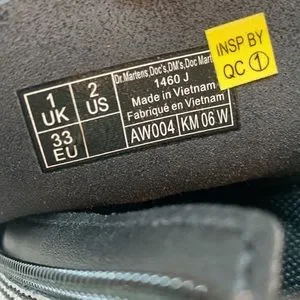 1
UK
2
US
33
EU
Dr.Martens,Doc's,DM's,Doc Mart
1460 J
Made in Vietnam
Fabriqué en Vietnam
AW004 KM 06 W
INSP BY
QC 1